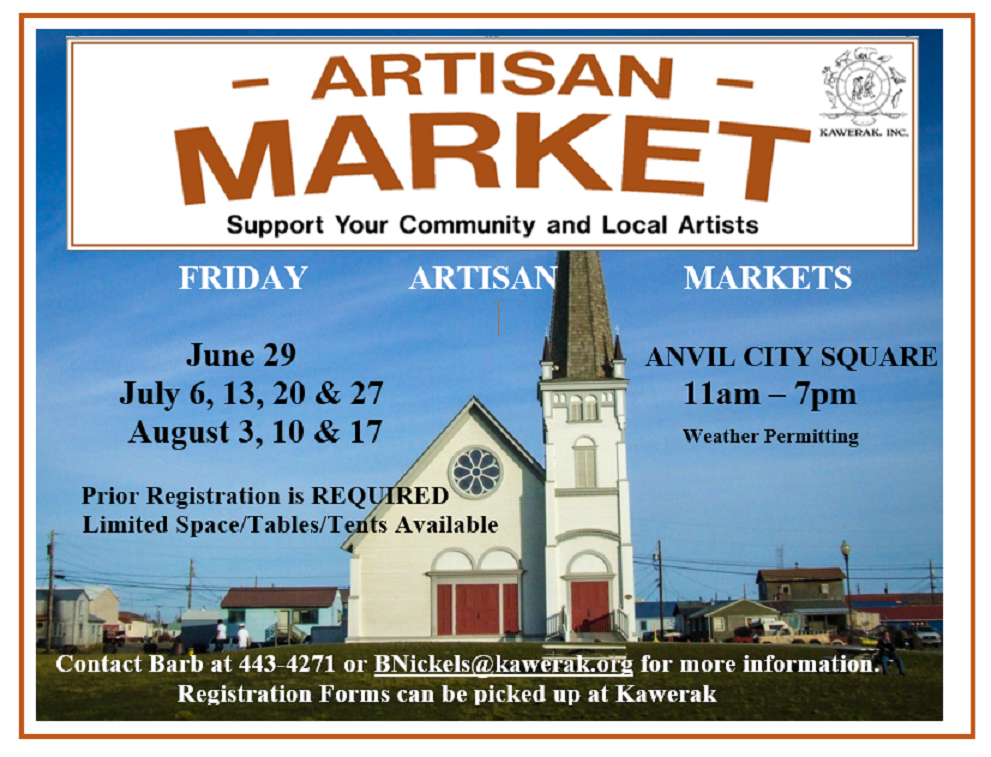 - ARTISAN -
MARKET
KAWERAK, INC.
Support Your Community and Local Artists
FRIDAY ARTISAN MARKETS
June 29
July 6, 13, 20 & 27
August 3, 10 & 17
ANVIL CITY SQUARE
11am – 7pm
Weather Permitting
Prior Registration is REQUIRED
Limited Space/Tables/Tents Available
Contact Barb at 443-4271 or BNickels@kawerak.org for more information.
Registration Forms can be picked up at Kawerak